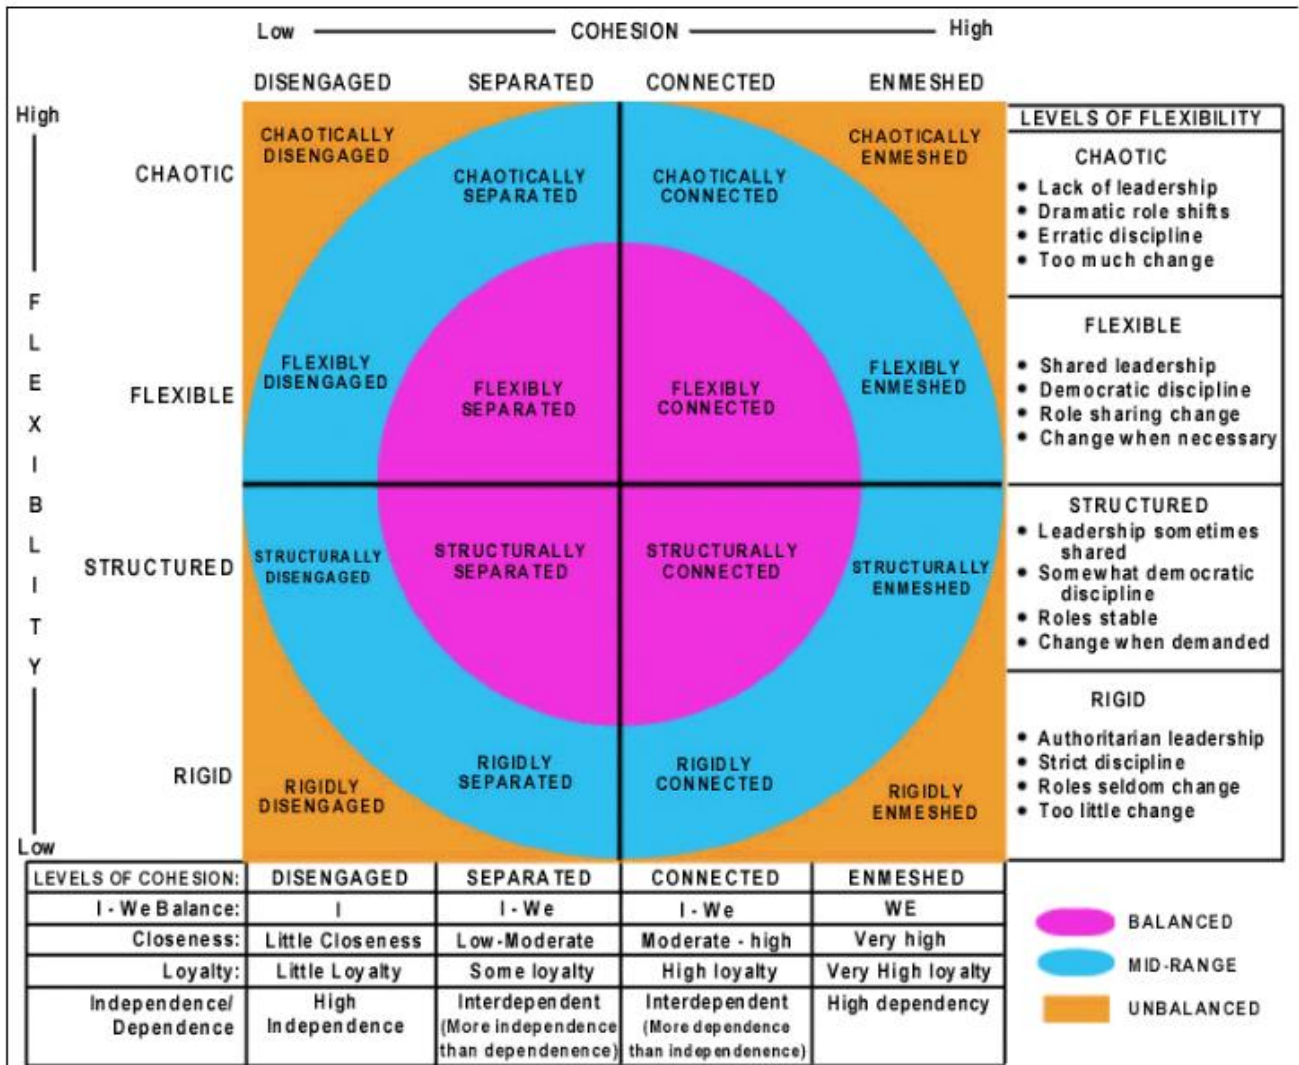 Low COHESION High
DISENGAGED SEPARATED CONNECTED ENMESHED
High
FLEXIBLITY
Low
CHAOTIC
FLEXIBLE
STRUCTURED
RIGID
CHAOTICALLY
DISENGAGED
CHAOTICALLY
SEPARATED
CHAOTICALLY
CONNECTED
CHAOTICALLY
ENMESHED
FLEXIBLY
DISENGAGED
FLEXIBLY
SEPARATED
FLEXIBLY
CONNECTED
FLEXIBLY
ENMESHED
STRUCTURALLY
DISENGAGED
STRUCTURALLY
SEPARATED
STRUCTURALLY
CONNECTED
STRUCTURALLY
ENMESHED
RIGIDLY
DISENGAGED
RIGIDLY
SEPARATED
RIGIDLY
CONNECTED
RIGIDLY
ENMESHED
LEVELS OF FLEXIBILITY
CHAOTIC
• Lack of leadership
• Dramatic role shifts
• Erratic discipline
• Too much change
FLEXIBLE
• Shared leadership
• Democratic discipline
• Role sharing change
• Change when necessary
STRUCTURED
• Leadership sometimes
shared
• Somewhat democratic
discipline
• Roles stable
• Change when demanded
RIGID
• Authoritarian leadership
• Strict discipline
• Roles seldom change
• Too little change
LEVELS OF COHESION: DISENGAGED SEPARATED CONNECTED ENMESHED
I - We Balance: I I - We I - We WE
Closeness: Little Closeness Low-Moderate Moderate - high Very high
Loyalty: Little Loyalty Some loyalty High loyalty Very High loyalty
Independence/
Dependence
High
Independence
Interdependent
(More independence
than dependenence)
Interdependent
(More dependence
than indepenedence)
High dependency
BALANCED
MID-RANGE
UNBALANCED